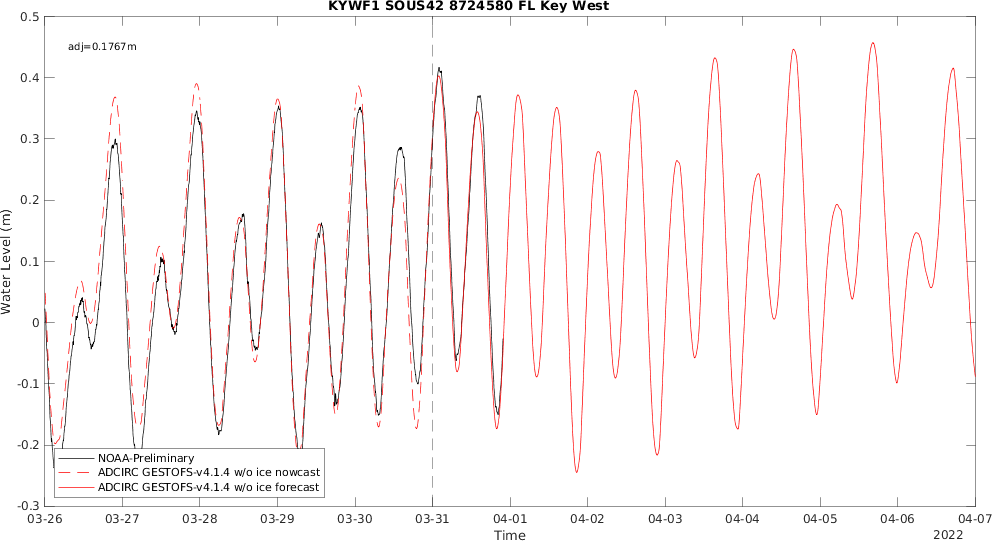 KYWF1 SOUS42 8724580 FL Key West
0.5
adj=0.1767m
0.4
0.3
0.2
0.1
0
-0.1
-0.2
-0.3
Water Level (m)
NOAA-Preliminary
ADCIRC GESTOFS-v4.1.4 w/o ice nowcast
ADCIRC GESTOFS-v4.1.4 w/o ice forecast
03-26 03-27 03-28 03-29 03-30 03-31 04-01 04-02 04-03 04-04 04-05 04-06 04-07
Time
2022